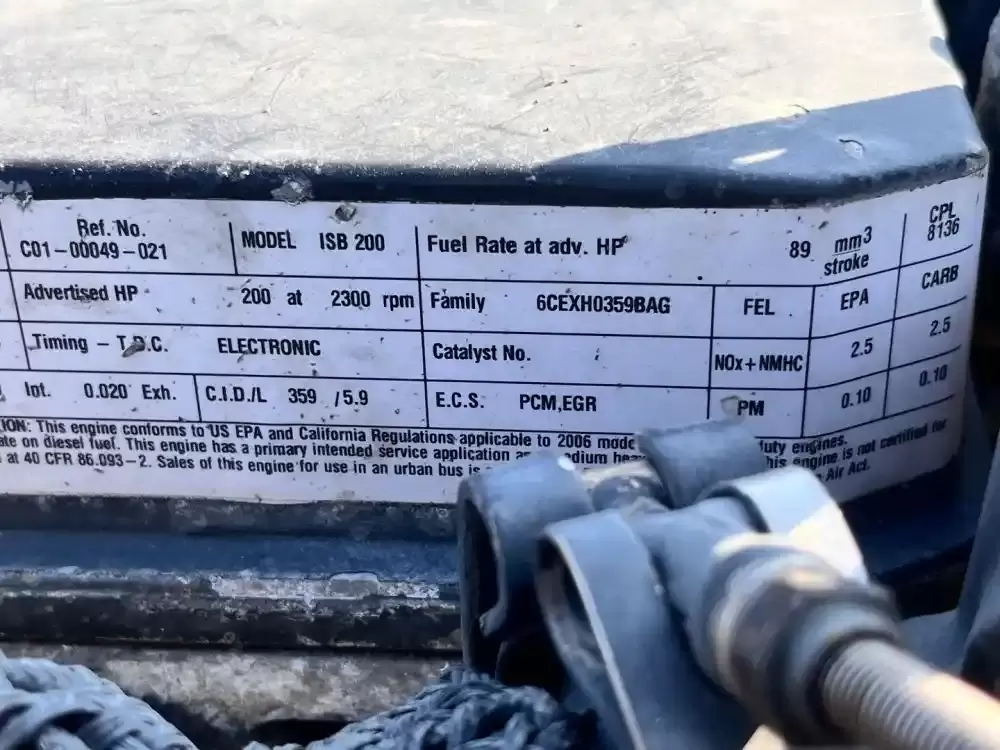 Ref. No.
C01-00049-021
MODEL ISB 200
Fuel Rate at adv. HP 89 mm3
stroke
CPL
8136
Advertised HP 200 at 2300 rpm
Family 6CEXH0359BAG
FEL
EPA
CARB
Timing - T.D.C. ELECTRONIC
Catalyst No.
NOx+NMHC
2.5
2.5
Int. 0.020 Exh.
C.I.D./L 359 /5.9
E.C.S. PCM,EGR
PM
0.10
0.10
This engine conforms to US EPA and California Regulations applicable to 2006 engines.
on diesel fuel. This engine has a primary intended service application engine is not certified for
at 40 CFR 86.093-2. Sales of this engine for use in an urban bus is Air Act.